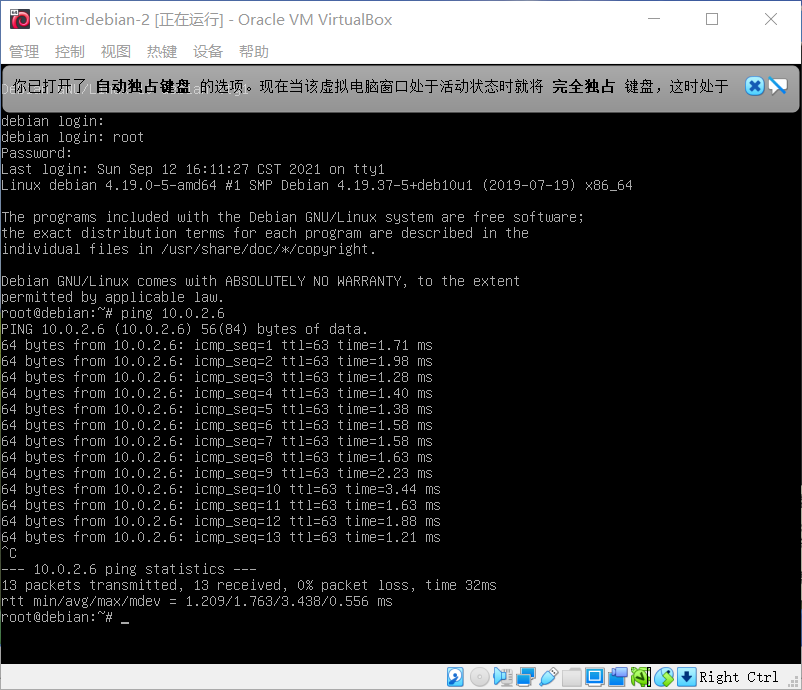 victim-debian-2 [正在运行] - Oracle VM VirtualBox
管理 控制 视图 热键 设备 帮助
你已打开了 自动独占键盘 的选项。现在当该虚拟电脑窗口处于活动状态时就将 完全独占 键盘，这时处于
debian login:
debian login: root
Password:
Last login: Sun Sep 12 16:11:27 CST 2021 on tty1
Linux debian 4.19.0-5-amd64 #1 SMP Debian 4.19.37-5+deb10u1 (2019-07-19) x86_64
The programs included with the Debian GNU/Linux system are free software;
the exact distribution terms for each program are described in the
individual files in /usr/share/doc/*/copyright.
Debian GNU/Linux comes with ABSOLUTELY NO WARRANTY, to the extent
permitted by applicable law.
root@debian:~# ping 10.0.2.6
PING 10.0.2.6 (10.0.2.6) 56(84) bytes of data.
64 bytes from 10.0.2.6: icmp_seq=1 ttl=63 time=1.71 ms
64 bytes from 10.0.2.6: icmp_seq=2 ttl=63 time=1.98 ms
64 bytes from 10.0.2.6: icmp_seq=3 ttl=63 time=1.28 ms
64 bytes from 10.0.2.6: icmp_seq=4 ttl=63 time=1.40 ms
64 bytes from 10.0.2.6: icmp_seq=5 ttl=63 time=1.38 ms
64 bytes from 10.0.2.6: icmp_seq=6 ttl=63 time=1.58 ms
64 bytes from 10.0.2.6: icmp_seq=7 ttl=63 time=1.58 ms
64 bytes from 10.0.2.6: icmp_seq=8 ttl=63 time=1.63 ms
64 bytes from 10.0.2.6: icmp_seq=9 ttl=63 time=2.23 ms
64 bytes from 10.0.2.6: icmp_seq=10 ttl=63 time=3.44 ms
64 bytes from 10.0.2.6: icmp_seq=11 ttl=63 time=1.63 ms
64 bytes from 10.0.2.6: icmp_seq=12 ttl=63 time=1.88 ms
64 bytes from 10.0.2.6: icmp_seq=13 ttl=63 time=1.21 ms
^C
--- 10.0.2.6 ping statistics ---
13 packets transmitted, 13 received, 0% packet loss, time 32ms
rtt min/avg/max/mdev = 1.209/1.763/3.438/0.556 ms
root@debian:~# _
Right Ctrl